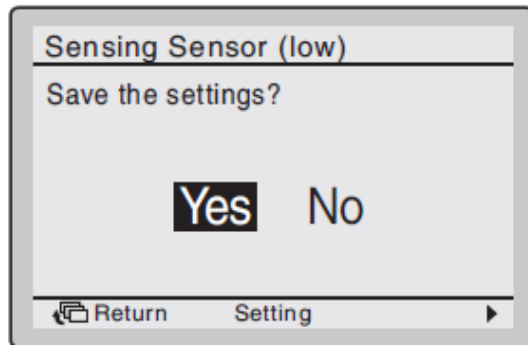 Sensing Sensor (low)
Save the settings?
Yes No
Return Setting